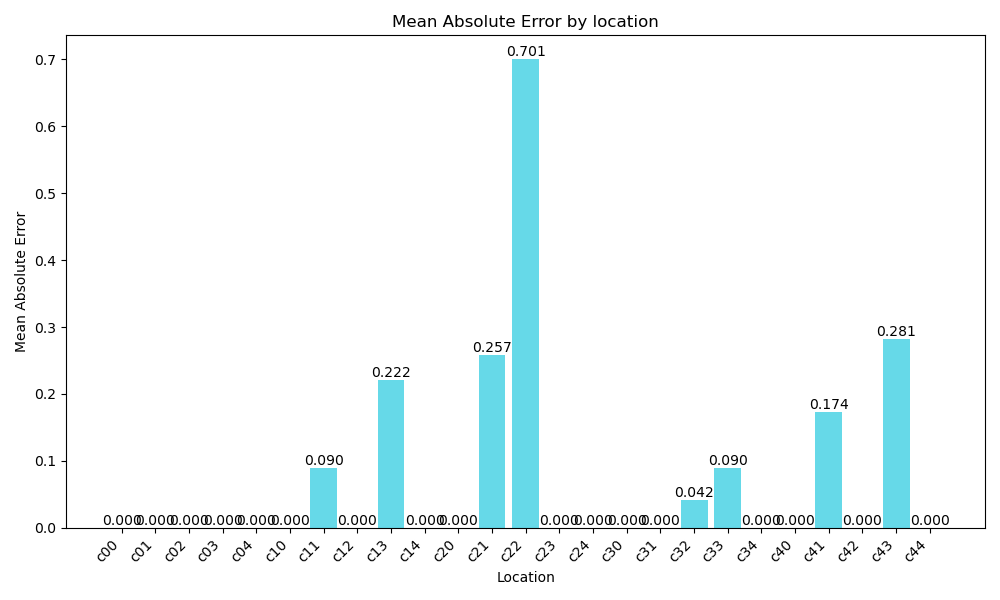 Mean Absolute Error by location
Mean Absolute Error
0.7
0.6
0.5
0.4
0.3
0.2
0.1
0.0
0.000 0.000 0.000 0.000 0.000 0.000 0.090 0.000 0.222 0.000 0.000 0.257 0.701 0.000 0.000 0.000 0.000 0.042 0.090 0.000 0.000 0.174 0.000 0.281 0.000
c00 c01 c02 c03 c04 c10 c11 c12 c13 c14 c20 c21 c22 c23 c24 c30 c31 c32 c33 c34 c40 c41 c42 c43 c44
Location